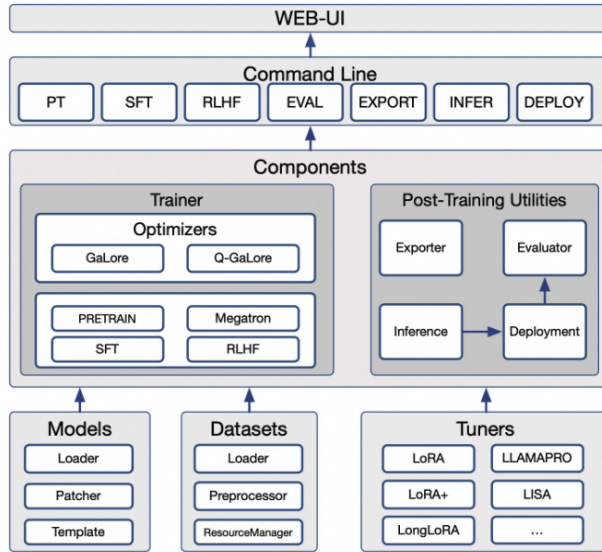 WEB-UI
Command Line
PT SFT RLHF EVAL EXPORT INFER DEPLOY
Components
Trainer
Optimizers
GaLore Q-GaLore
PRETRAIN Megatron
SFT RLHF
Post-Training Utilities
Exporter Evaluator
Inference Deployment
Models
Loader
Patcher
Template
Datasets
Loader
Preprocessor
ResourceManager
Tuners
LoRA LLAMAPRO
LoRA+ LISA
LongLoRA ...